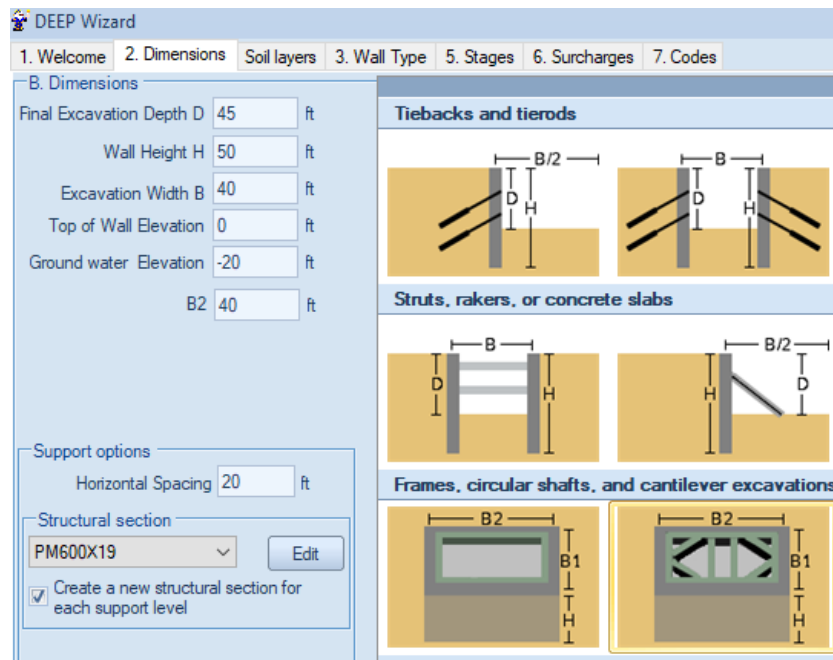 DEEP Wizard
1. Welcome 2. Dimensions Soil layers 3. Wall Type 5. Stages 6. Surcharges 7. Codes
B. Dimensions
Final Excavation Depth D 45 ft
Wall Height H 50 ft
Excavation Width B 40 ft
Top of Wall Elevation 0 ft
Ground water Elevation -20 ft
B2 40 ft
Support options
Horizontal Spacing 20 ft
Structural section
PM600X19 Edit
Create a new structural section for
each support level
Tiebacks and tierods
B/2 B
D H D H
Struts, rakers, or concrete slabs
B B/2
D H H D
Frames, circular shafts, and cantilever excavations
B2 B2
B1 B1
H H